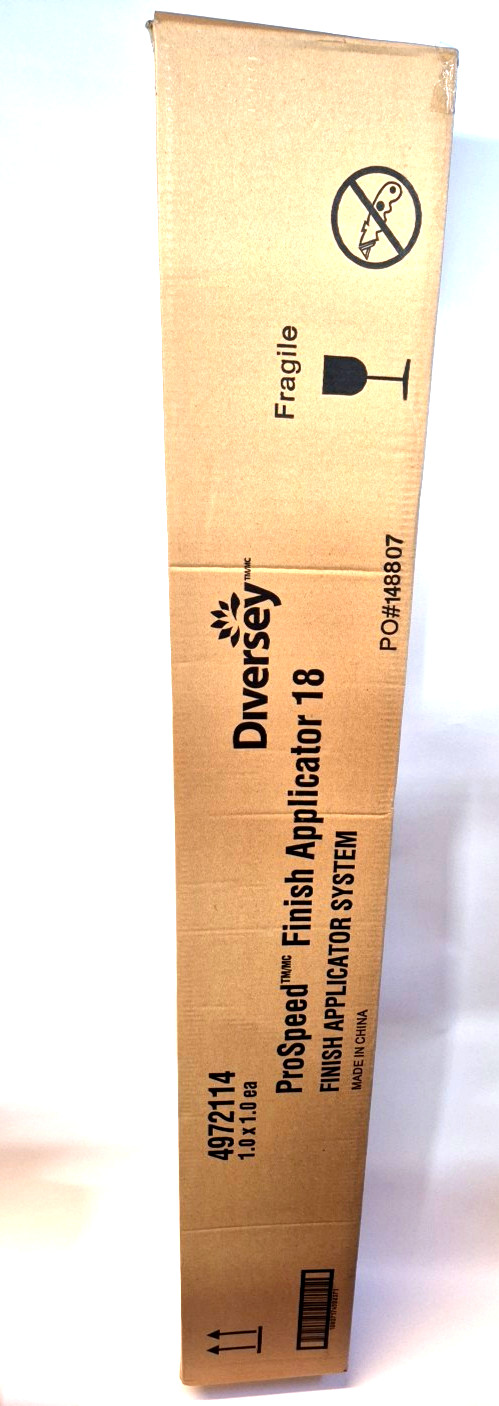 4972114
1.0 x 1.0 ea
Diversey™/MC
ProSpeed™/MC Finish Applicator 18
FINISH APPLICATOR SYSTEM
MADE IN CHINA
PO#148807
Fragile